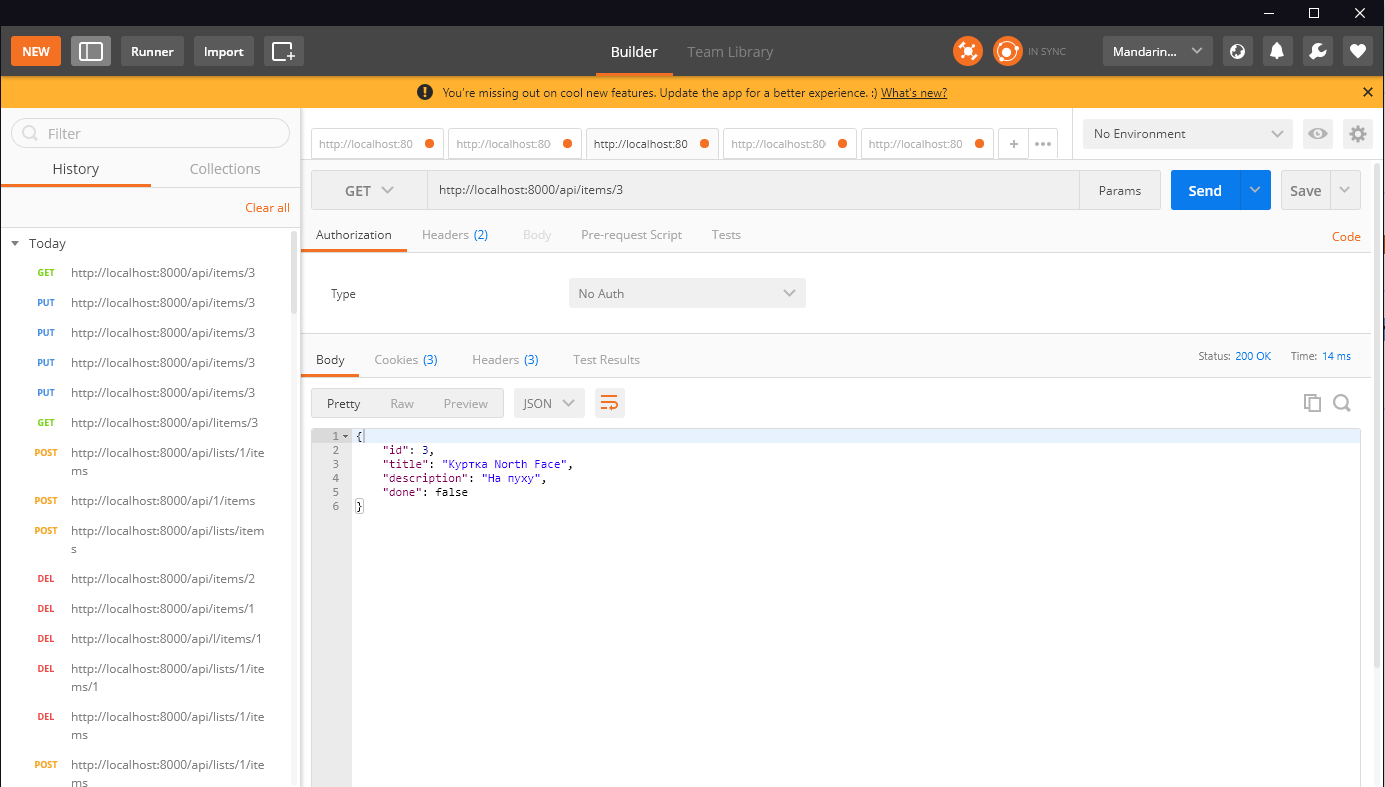 NEW
Runner
Import
Builder
Team Library
IN SYNC
Mandarin...
You're missing out on cool new features. Update the app for a better experience. :) What's new?
Filter
History
Collections
Clear all
Today
GET http://localhost:8000/api/items/3
PUT http://localhost:8000/api/items/3
PUT http://localhost:8000/api/items/3
PUT http://localhost:8000/api/items/3
PUT http://localhost:8000/api/items/3
GET http://localhost:8000/api/litems/3
POST http://localhost:8000/api/lists/1/ite
ms
POST http://localhost:8000/api/1/items
POST http://localhost:8000/api/lists/item
s
DEL http://localhost:8000/api/items/2
DEL http://localhost:8000/api/items/1
DEL http://localhost:8000/api/l/items/1
DEL http://localhost:8000/api/lists/1/ite
ms/1
DEL http://localhost:8000/api/lists/1/ite
ms
POST http://localhost:8000/api/lists/1/ite
ms
http://localhost:80
http://localhost:80
http://localhost:80
http://localhost:80
http://localhost:80
No Environment
GET
http://localhost:8000/api/items/3
Params
Send
Save
Authorization
Headers (2)
Body
Pre-request Script
Tests
Code
Type
No Auth
Body
Cookies (3)
Headers (3)
Test Results
Status: 200 OK
Time: 14 ms
Pretty
Raw
Preview
JSON
1 {
2 "id": 3,
3 "title": "Куртка North Face",
4 "description": "На пуху",
5 "done": false
6 }